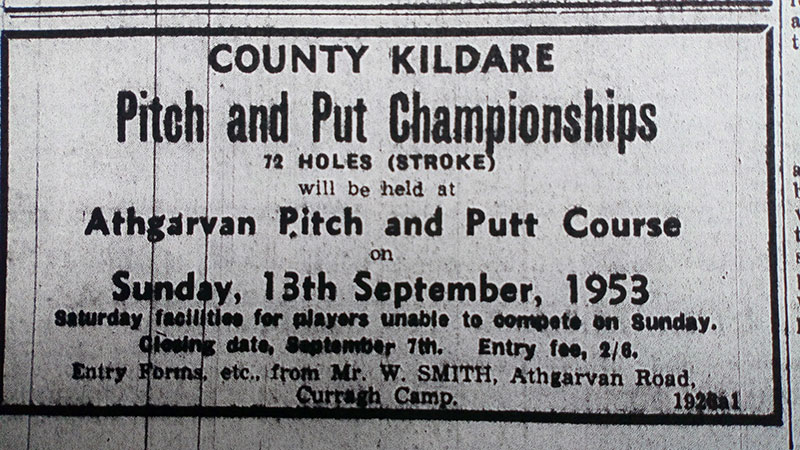 COUNTY KILDARE
Pitch and Put Championships
72 HOLES (STROKE)
will be held at
Athgarvan Pitch and Putt Course
on
Sunday, 13th September, 1953
Saturday facilities for players unable to compete on Sunday.
Closing date, September 7th. Entry fee, 2/6.
Entry Forms, etc., from Mr. W. SMITH, Athgarvan Road,
Curragh Camp.